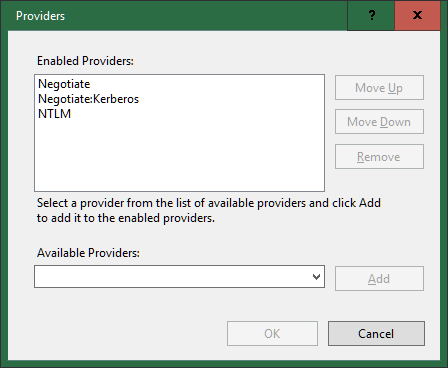 Providers
?
Enabled Providers:
Negotiate
Negotiate:Kerberos
NTLM
Move Up
Move Down
Remove
Select a provider from the list of available providers and click Add
to add it to the enabled providers.
Available Providers:
Add
OK
Cancel